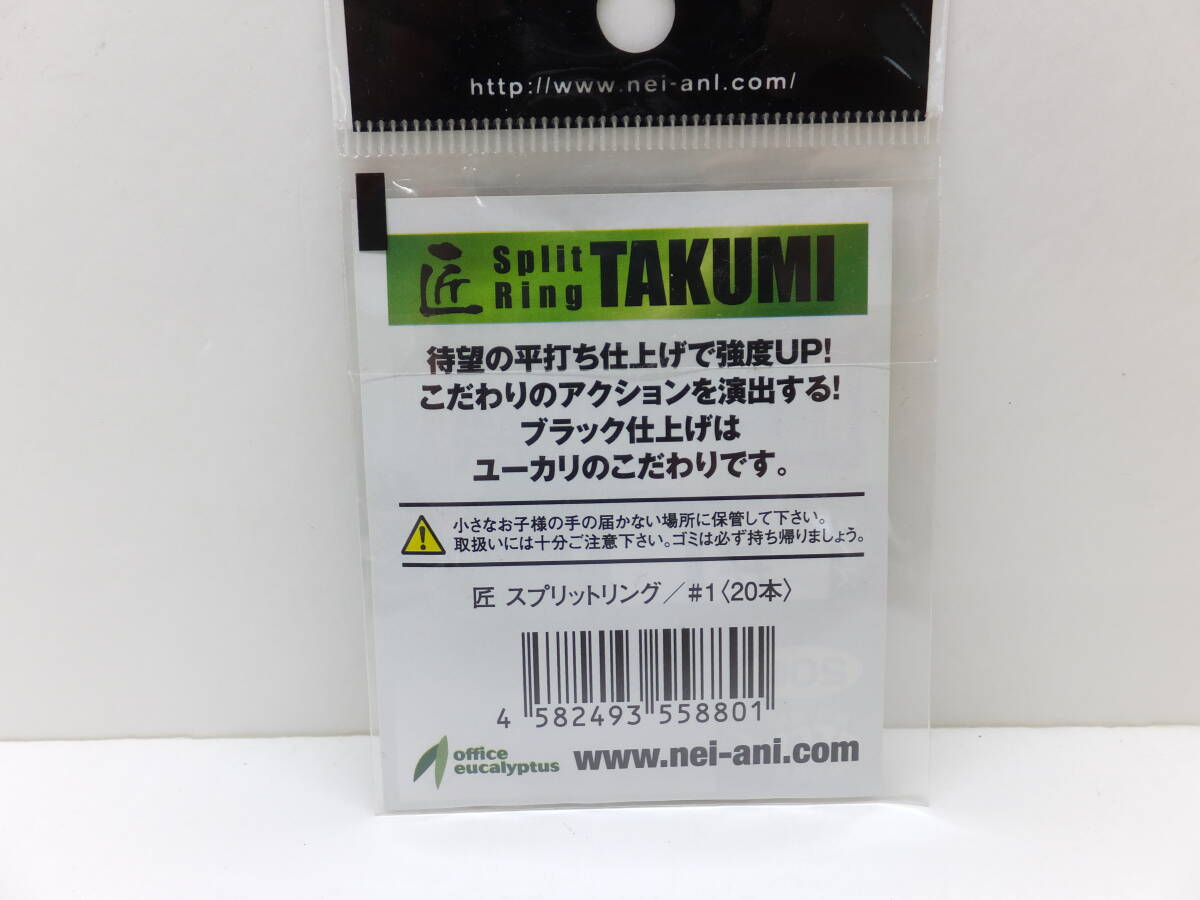 http://www.nei-ani.com/
匠 Split Ring TAKUMI
待望の平打ち仕上げで強度UP!
こだわりのアクションを演出する!
ブラック仕上げは
ユーカリのこだわりです。
小さなお子様の手の届かない場所に保管して下さい。
取扱いには十分ご注意下さい。ゴミは必ず持ち帰りましょう。
匠 スプリットリング／#1〈20本〉
4 582493 558801
office
eucalyptus
www.nei-ani.com